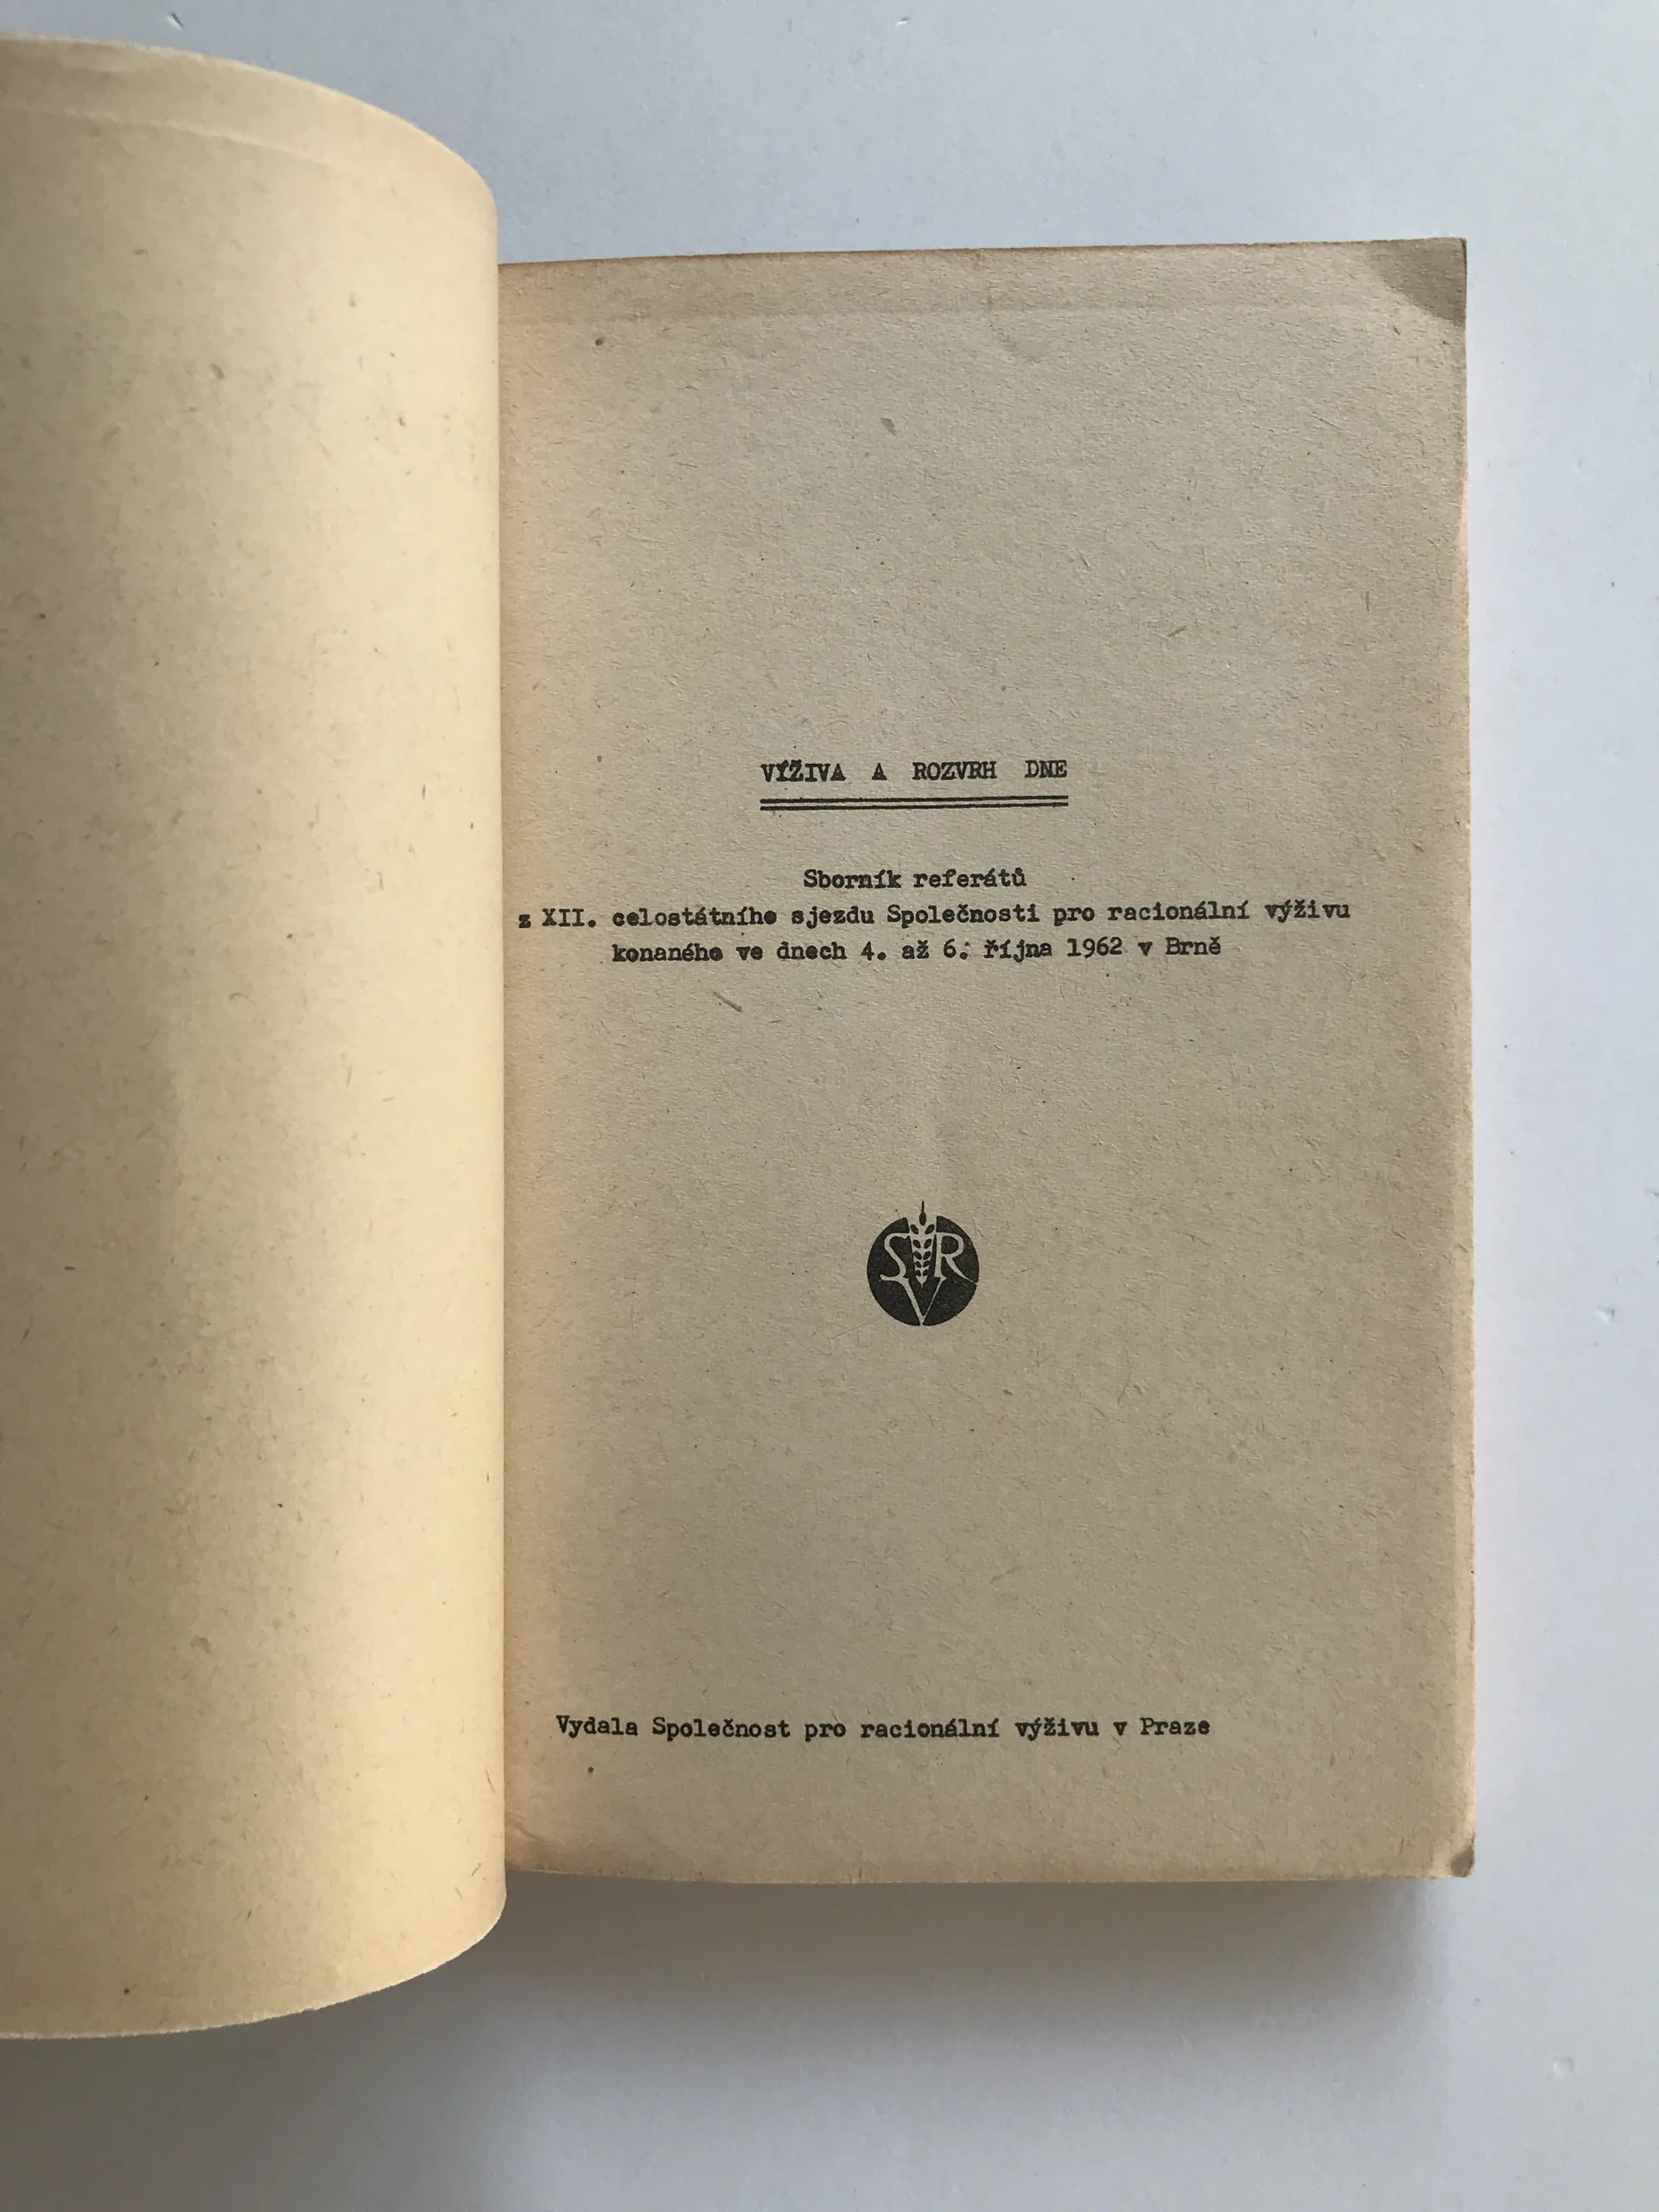 VÝŽIVA A ROZVRH DNE
Sborník referátů
z XII. celostátního sjezdu Společnosti pro racionální výživu
konaného ve dnech 4. až 6. října 1962 v Brně
SVR
Vydala Společnost pro racionální výživu v Praze